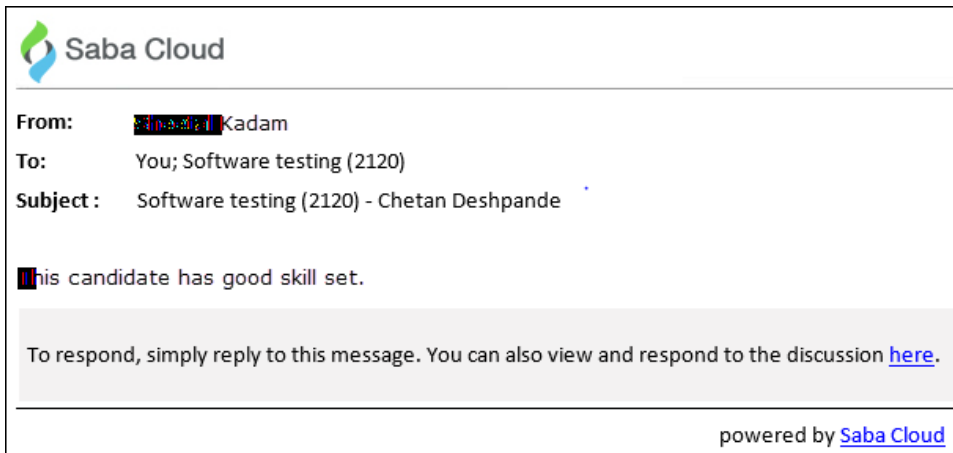 Saba Cloud
From: Kadam
To: You; Software testing (2120)
Subject : Software testing (2120) - Chetan Deshpande
his candidate has good skill set.
To respond, simply reply to this message. You can also view and respond to the discussion here.
powered by Saba Cloud